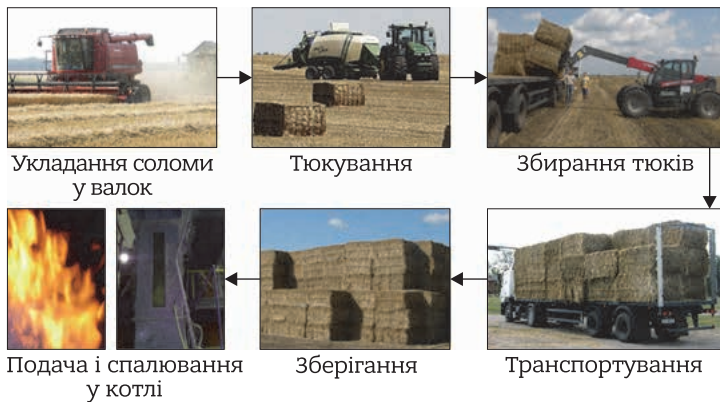 Укладання соломи
у валок
Тюкування
Збирання тюків
Подача і спалювання
у котлі
Зберігання
Транспортування